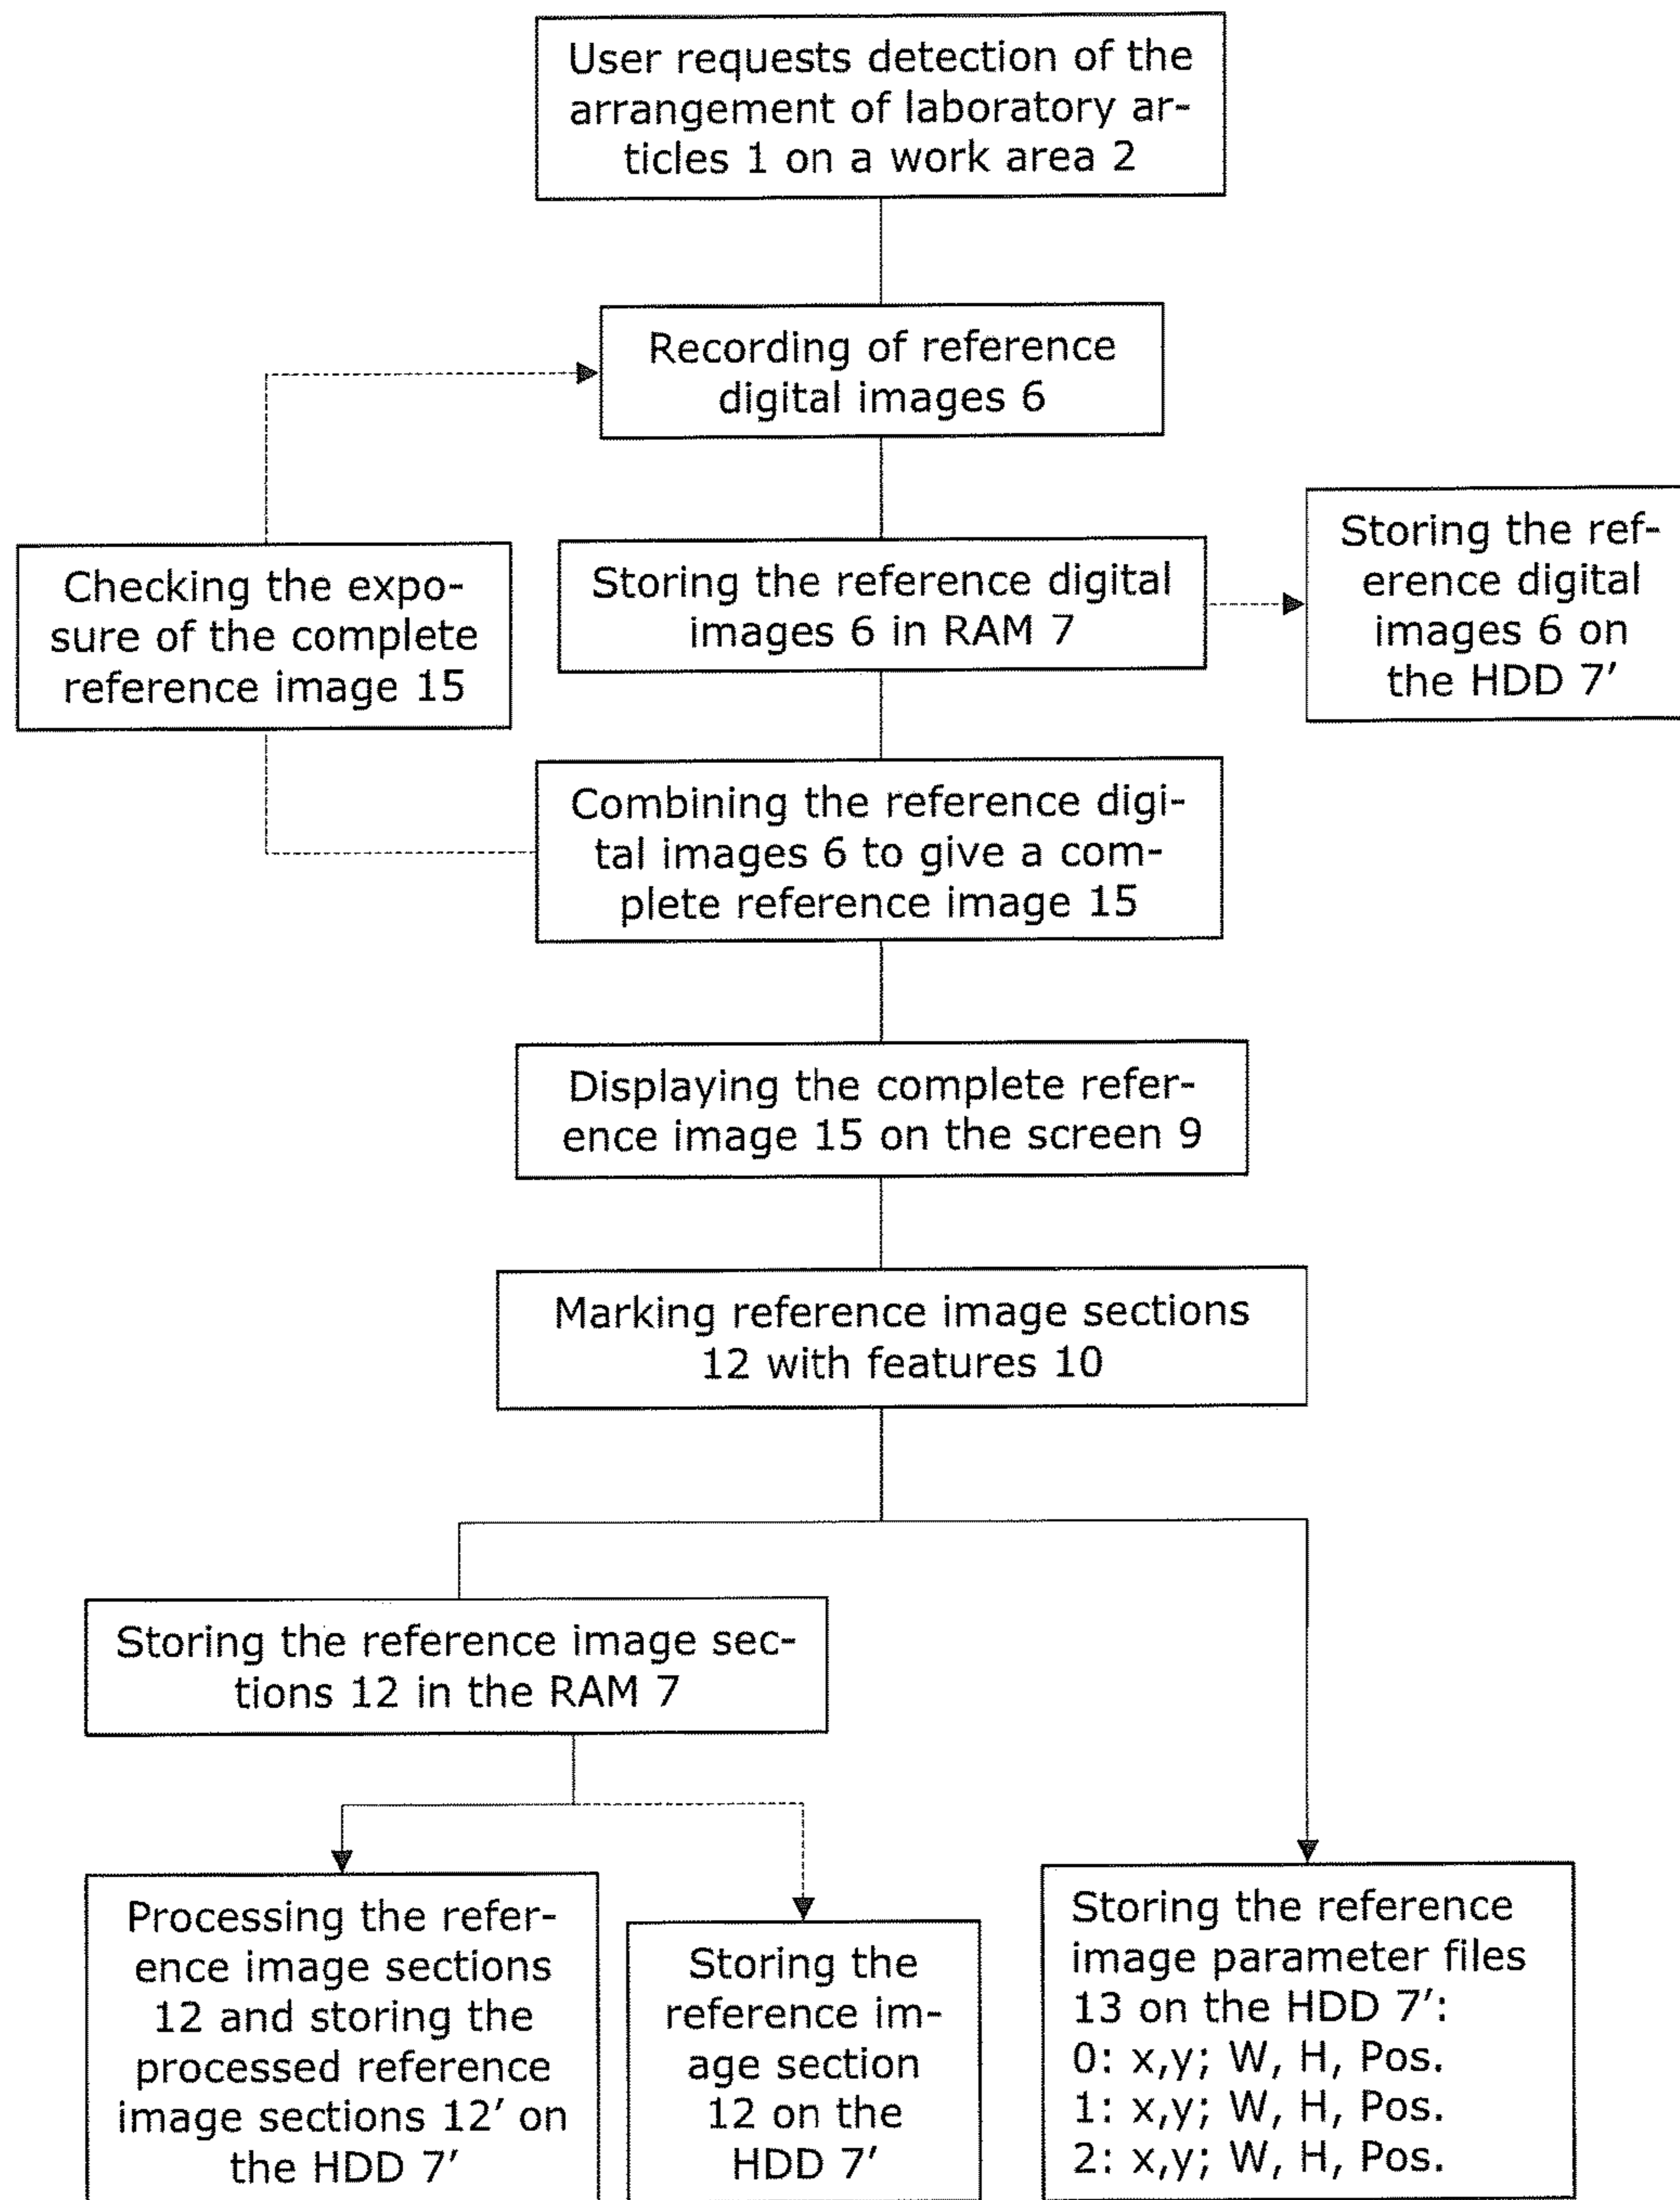 User requests detection of the
arrangement of laboratory ar-
ticles 1 on a work area 2
Recording of reference
digital images 6
Checking the expo-
sure of the complete
reference image 15
Storing the reference digital
images 6 in RAM 7
Storing the ref-
erence digital
images 6 on
the HDD 7′
Combining the reference digi-
tal images 6 to give a com-
plete reference image 15
Displaying the complete refer-
ence image 15 on the screen 9
Marking reference image sections
12 with features 10
Storing the reference image sec-
tions 12 in the RAM 7
Processing the refer-
ence image sections
12 and storing the
processed reference
image sections 12′ on
the HDD 7′
Storing the
reference im-
age section
12 on the
HDD 7′
Storing the reference
image parameter files
13 on the HDD 7′:
0: x,y; W, H, Pos.
1: x,y; W, H, Pos.
2: x,y; W, H, Pos.